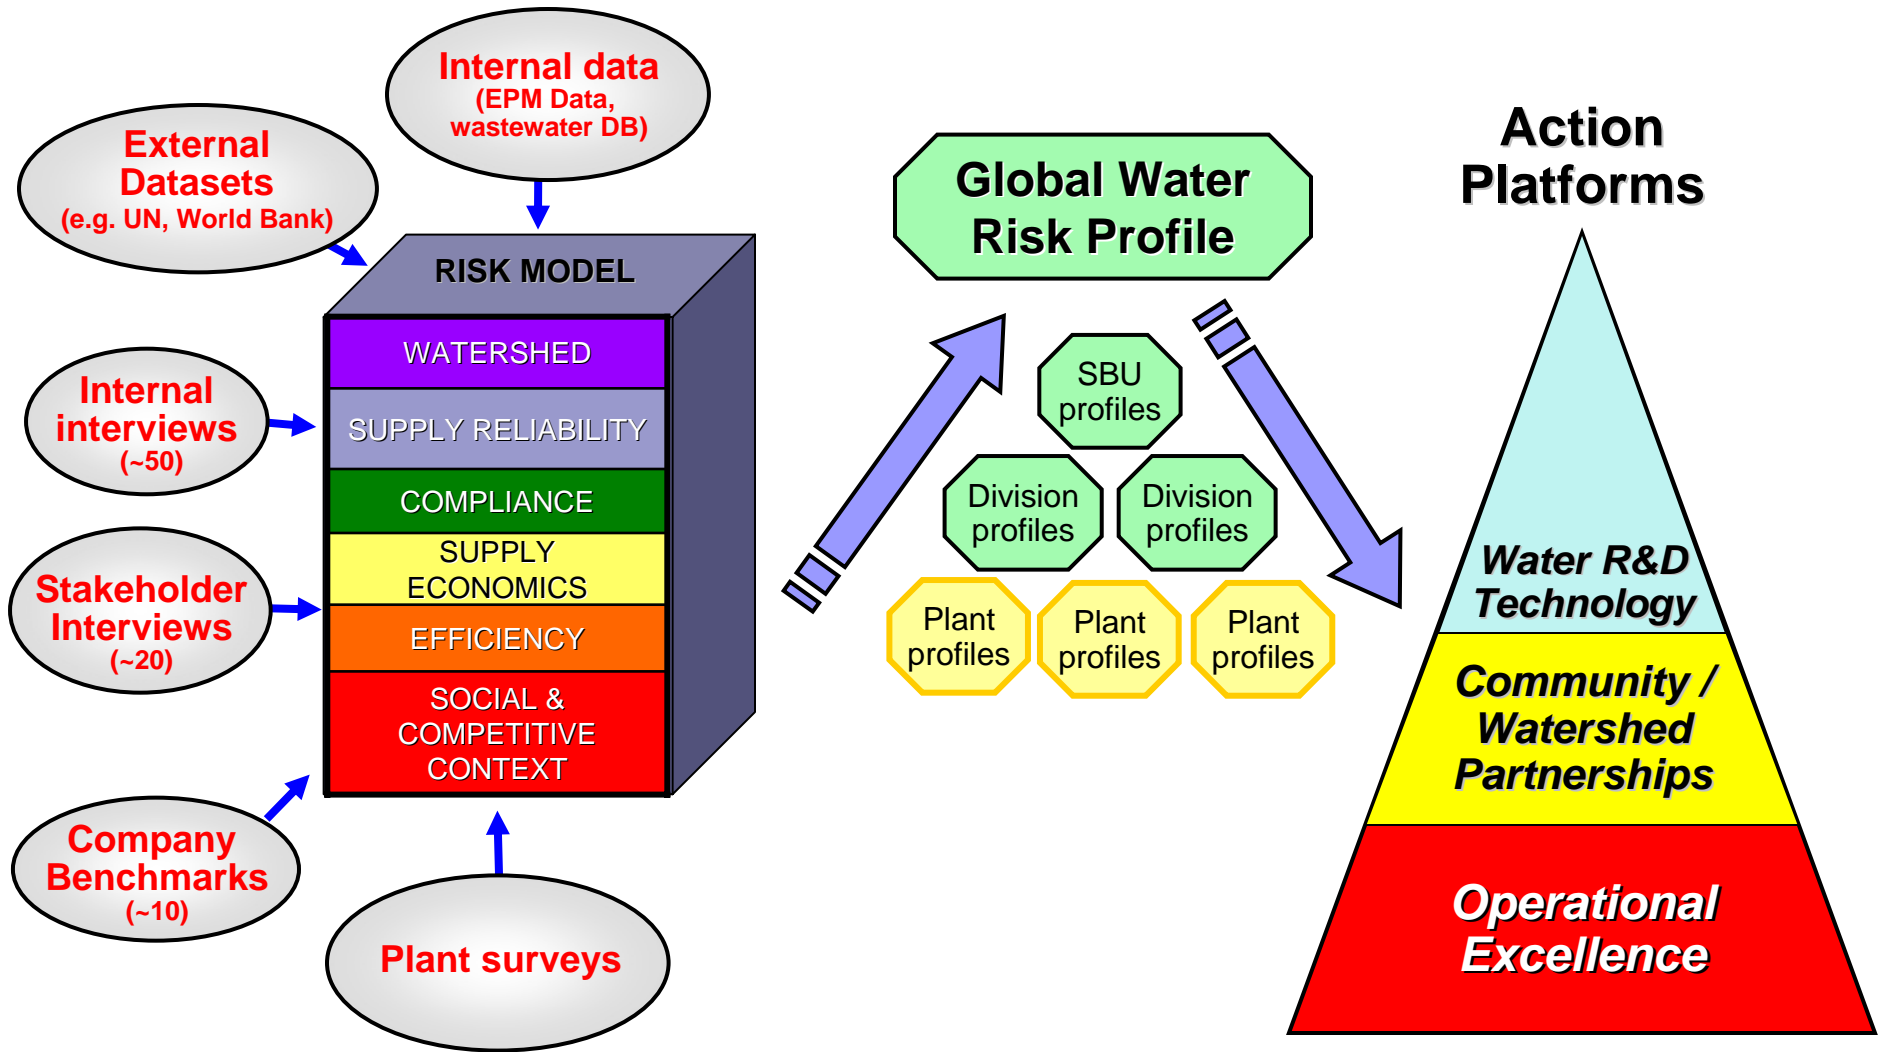 Internal data
(EPM Data,
wastewater DB)
External
Datasets
(e.g. UN, World Bank)
Internal
interviews
(~50)
Stakeholder
Interviews
(~20)
Company
Benchmarks
(~10)
Plant surveys
RISK MODEL
WATERSHED
SUPPLY RELIABILITY
COMPLIANCE
SUPPLY
ECONOMICS
EFFICIENCY
SOCIAL &
COMPETITIVE
CONTEXT
Global Water
Risk Profile
SBU
profiles
Division
profiles
Division
profiles
Plant
profiles
Plant
profiles
Plant
profiles
Action
Platforms
Water R&D
Technology
Community /
Watershed
Partnerships
Operational
Excellence